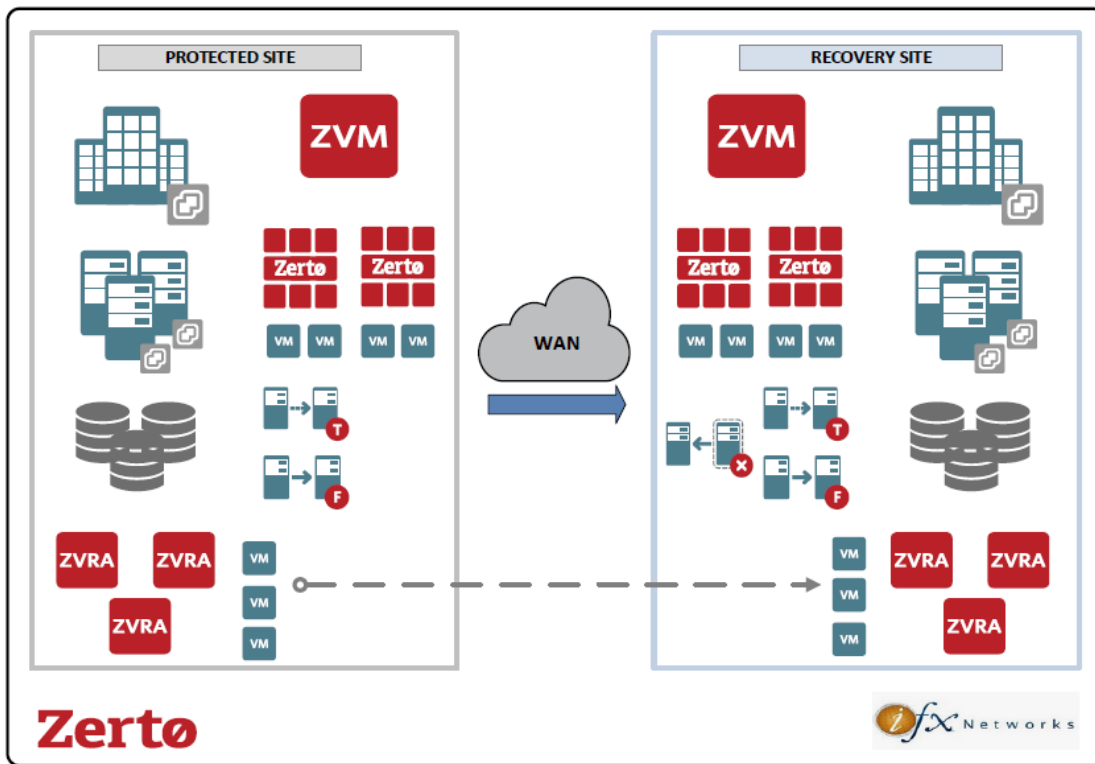 PROTECTED SITE
RECOVERY SITE
ZVM
ZVM
Zertø
Zertø
Zertø
Zertø
VM
VM
VM
VM
VM
VM
VM
VM
WAN
T
T
X
F
F
ZVRA
ZVRA
ZVRA
VM
VM
VM
VM
VM
VM
ZVRA
ZVRA
ZVRA
Zertø
ifx Networks